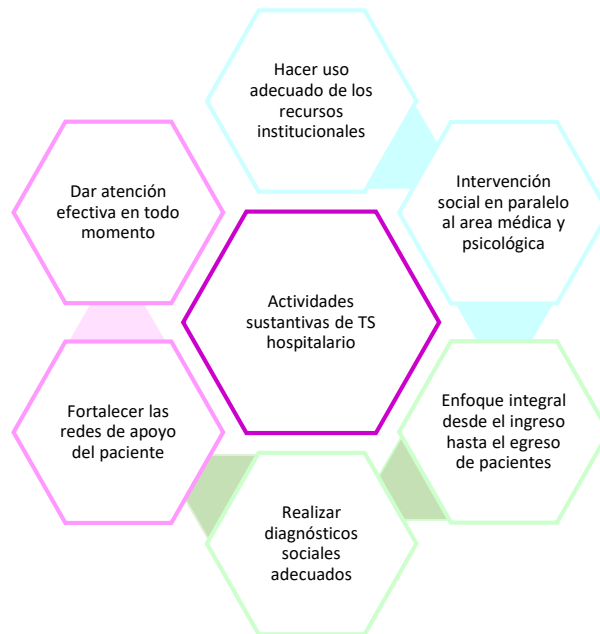 Hacer uso
adecuado de los
recursos
institucionales
Intervención
social en paralelo
al area médica y
psicológica
Enfoque integral
desde el ingreso
hasta el egreso
de pacientes
Realizar
diagnósticos
sociales
adecuados
Fortalecer las
redes de apoyo
del paciente
Dar atención
efectiva en todo
momento
Actividades
sustantivas de TS
hospitalario